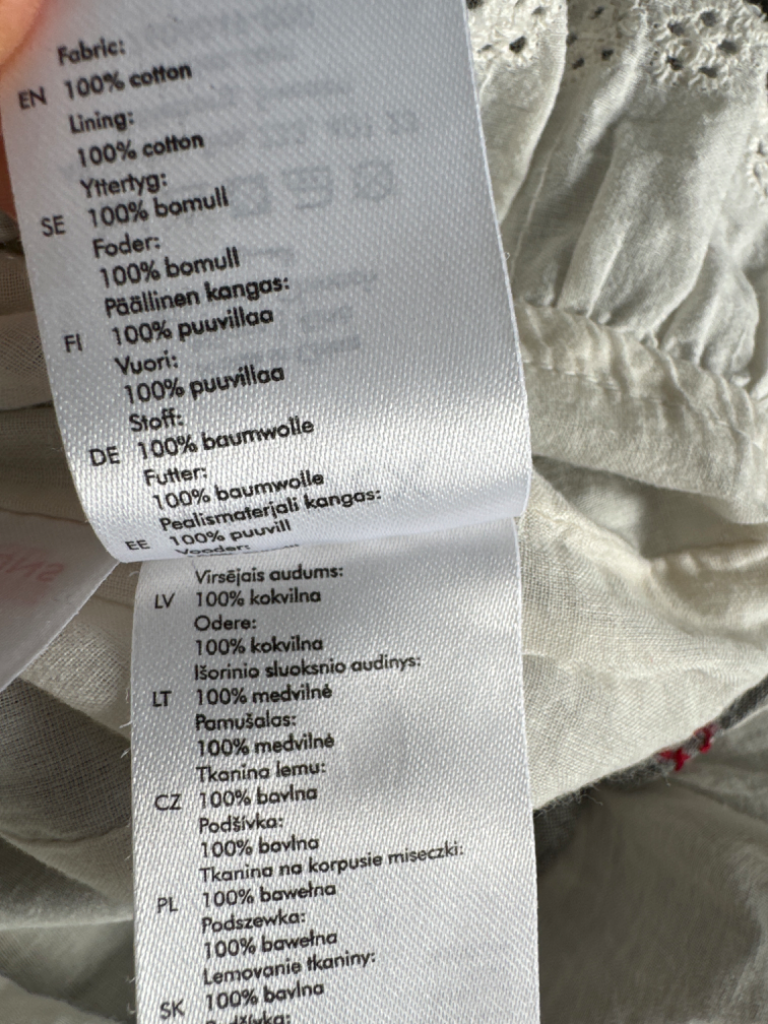 Fabric:
EN 100% cotton
Lining:
100% cotton
Yttertyg:
SE 100% bomull
Foder:
100% bomull
Päällinen kangas:
FI 100% puuvillaa
Vuori:
100% puuvillaa
Stoff:
DE 100% baumwolle
Futter:
100% baumwolle
Pealismaterjali kangas:
EE 100% puuvill
Vooder:
Virsējais audums:
LV 100% kokvilna
Odere:
100% kokvilna
Išorinio sluoksnio audinys:
LT 100% medvilnė
Pamušalas:
100% medvilnė
Tkanina lemu:
CZ 100% bavlna
Podšívka:
100% bavlna
Tkanina na korpusie miseczki:
PL 100% bawełna
Podszewka:
100% bawełna
Lemovanie tkaniny:
SK 100% bavlna
Podšívka: